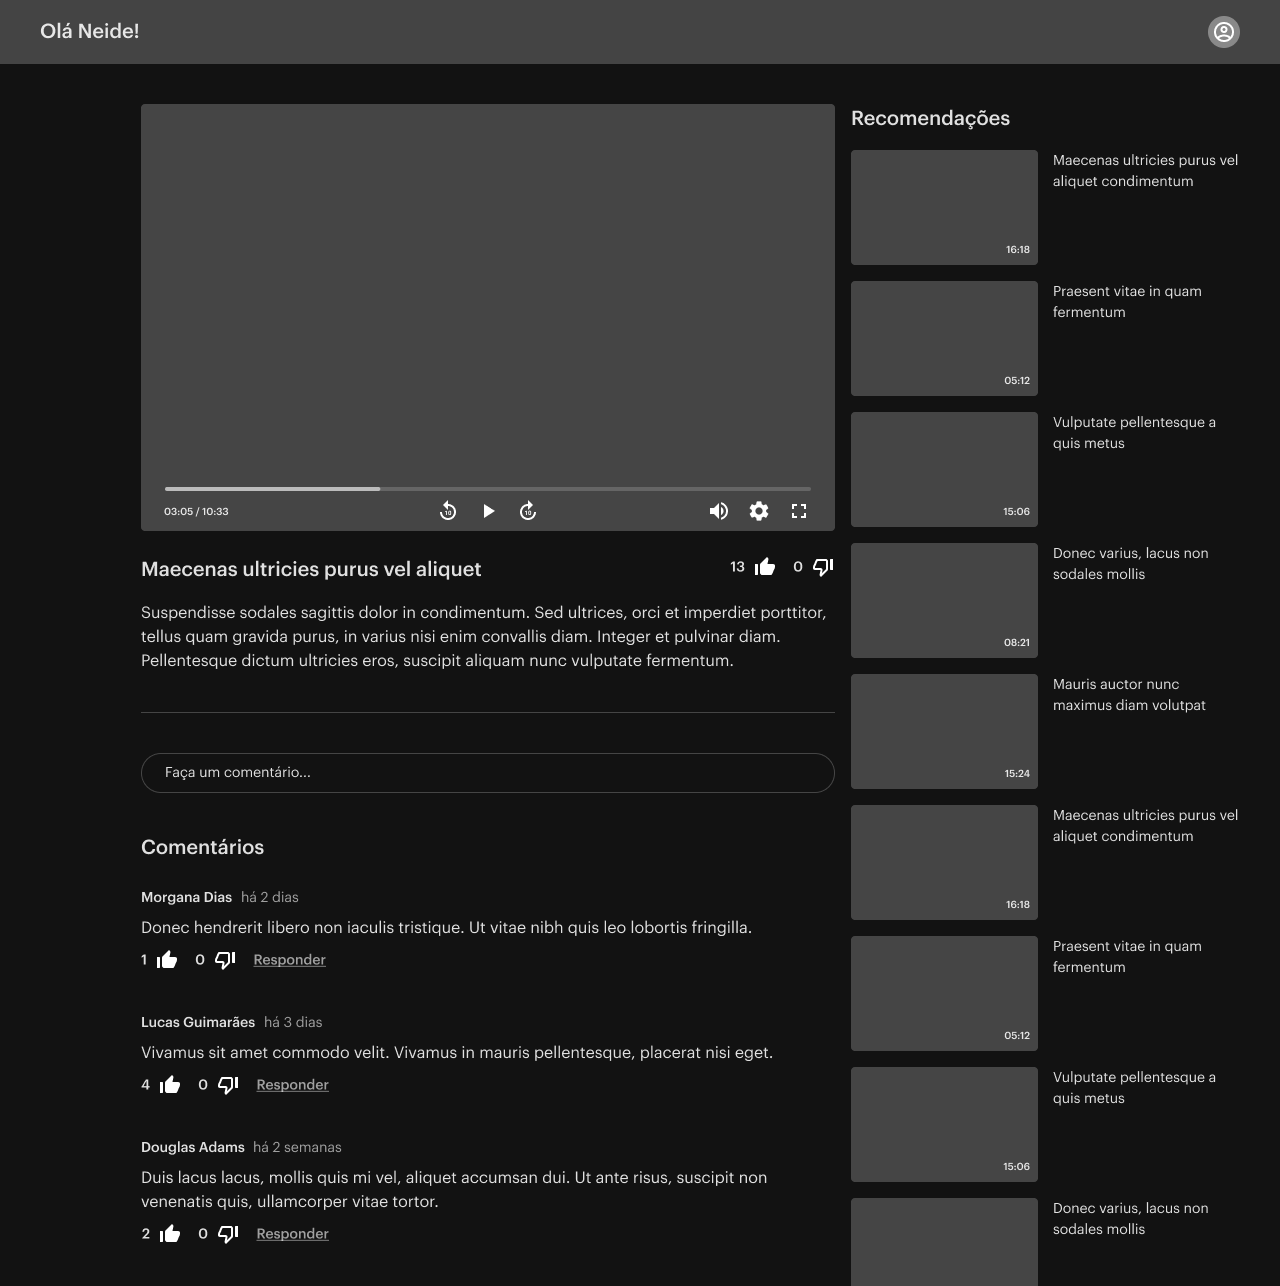 Olá Neide!
03:05 / 10:33
10
10
Maecenas ultricies purus vel aliquet
13
0
Suspendisse sodales sagittis dolor in condimentum. Sed ultrices, orci et imperdiet porttitor,
tellus quam gravida purus, in varius nisi enim convallis diam. Integer et pulvinar diam.
Pellentesque dictum ultricies eros, suscipit aliquam nunc vulputate fermentum.
Faça um comentário...
Comentários
Morgana Dias há 2 dias
Donec hendrerit libero non iaculis tristique. Ut vitae nibh quis leo lobortis fringilla.
1 0 Responder
Lucas Guimarães há 3 dias
Vivamus sit amet commodo velit. Vivamus in mauris pellentesque, placerat nisi eget.
4 0 Responder
Douglas Adams há 2 semanas
Duis lacus lacus, mollis quis mi vel, aliquet accumsan dui. Ut ante risus, suscipit non
venenatis quis, ullamcorper vitae tortor.
2 0 Responder
Recomendações
Maecenas ultricies purus vel
aliquet condimentum
16:18
Praesent vitae in quam
fermentum
05:12
Vulputate pellentesque a
quis metus
15:06
Donec varius, lacus non
sodales mollis
08:21
Mauris auctor nunc
maximus diam volutpat
15:24
Maecenas ultricies purus vel
aliquet condimentum
16:18
Praesent vitae in quam
fermentum
05:12
Vulputate pellentesque a
quis metus
15:06
Donec varius, lacus non
sodales mollis